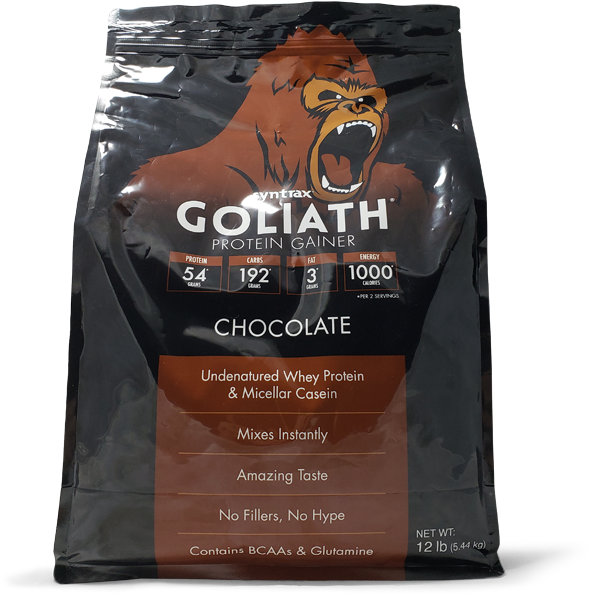 syntrax
GOLIATH
PROTEIN GAINER
PROTEIN CARBS FAT ENERGY
54* 192* 3* 1000*
GRAMS GRAMS GRAMS CALORIES
*PER 2 SERVINGS
CHOCOLATE
Undenatured Whey Protein
& Micellar Casein
Mixes Instantly
Amazing Taste
No Fillers, No Hype
Contains BCAAs & Glutamine
NET WT:
12 lb (5.44 kg)